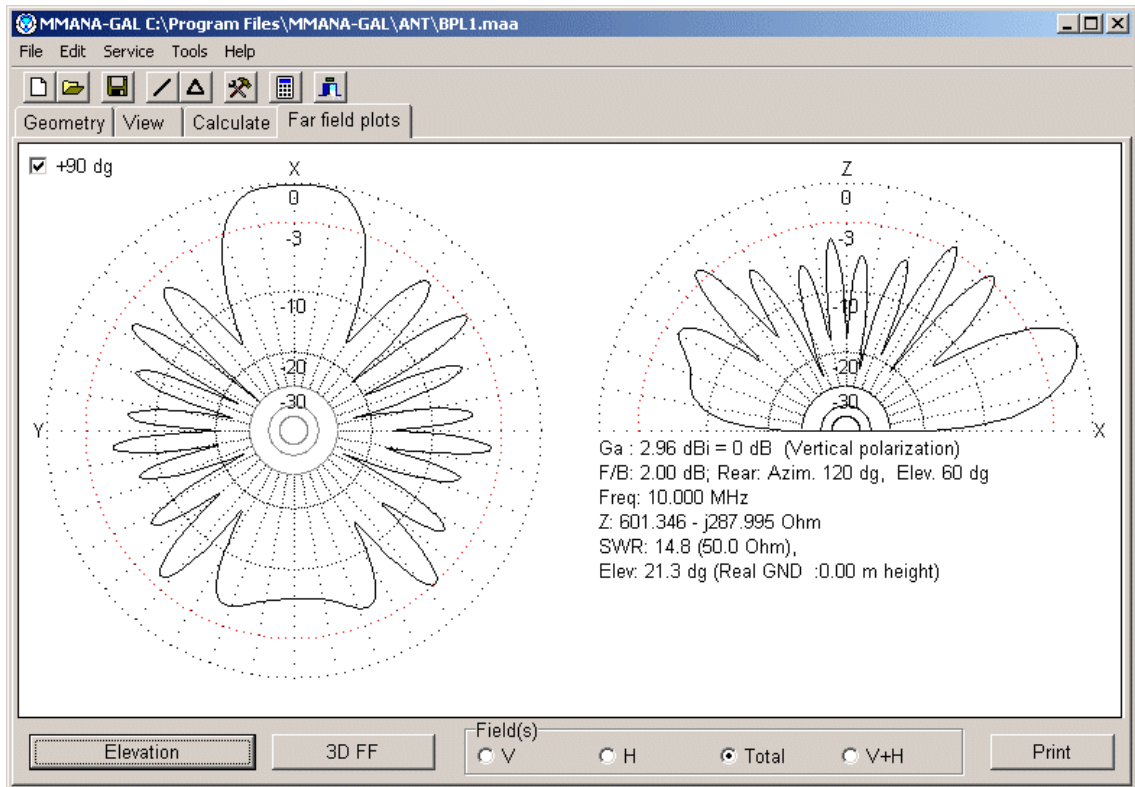 MMANA-GAL C:\Program Files\MMANA-GAL\ANT\BPL1.maa
File Edit Service Tools Help
Geometry View Calculate Far field plots
+90 dg
X
0
-3
-10
-20
-30
Y
Z
0
-3
-10
-20
-30
X
Ga : 2.96 dBi = 0 dB (Vertical polarization)
F/B: 2.00 dB; Rear: Azim. 120 dg, Elev. 60 dg
Freq: 10.000 MHz
Z: 601.346 - j287.995 Ohm
SWR: 14.8 (50.0 Ohm),
Elev: 21.3 dg (Real GND :0.00 m height)
Elevation
3D FF
Field(s)
V H Total V+H
Print